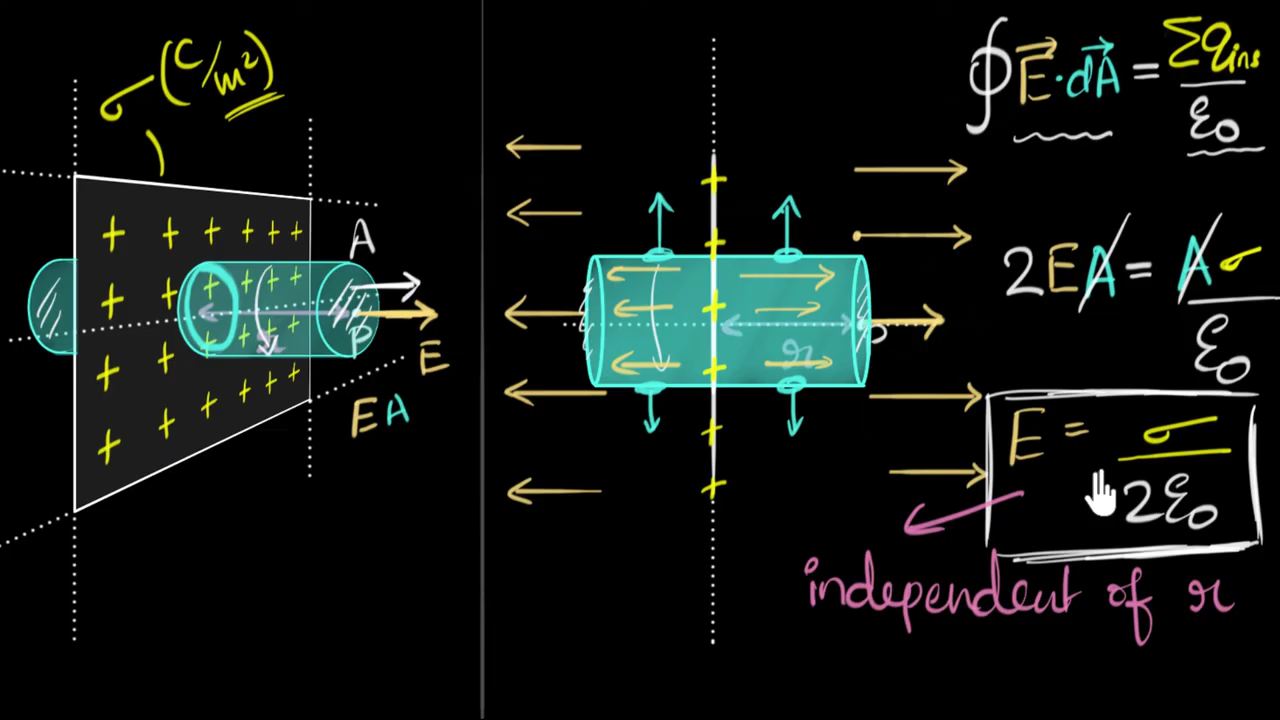 σ (C/m²)
+ + + + + +
+ + + + + +
+ + + + + +
+ + + + + +
A
P
E
EA
+
+
+
+
+
+
r
P
∮ E⃗ · dA⃗ = Σq_ins / ε₀
2EA = Aσ / ε₀
E = σ / 2ε₀
independent of r